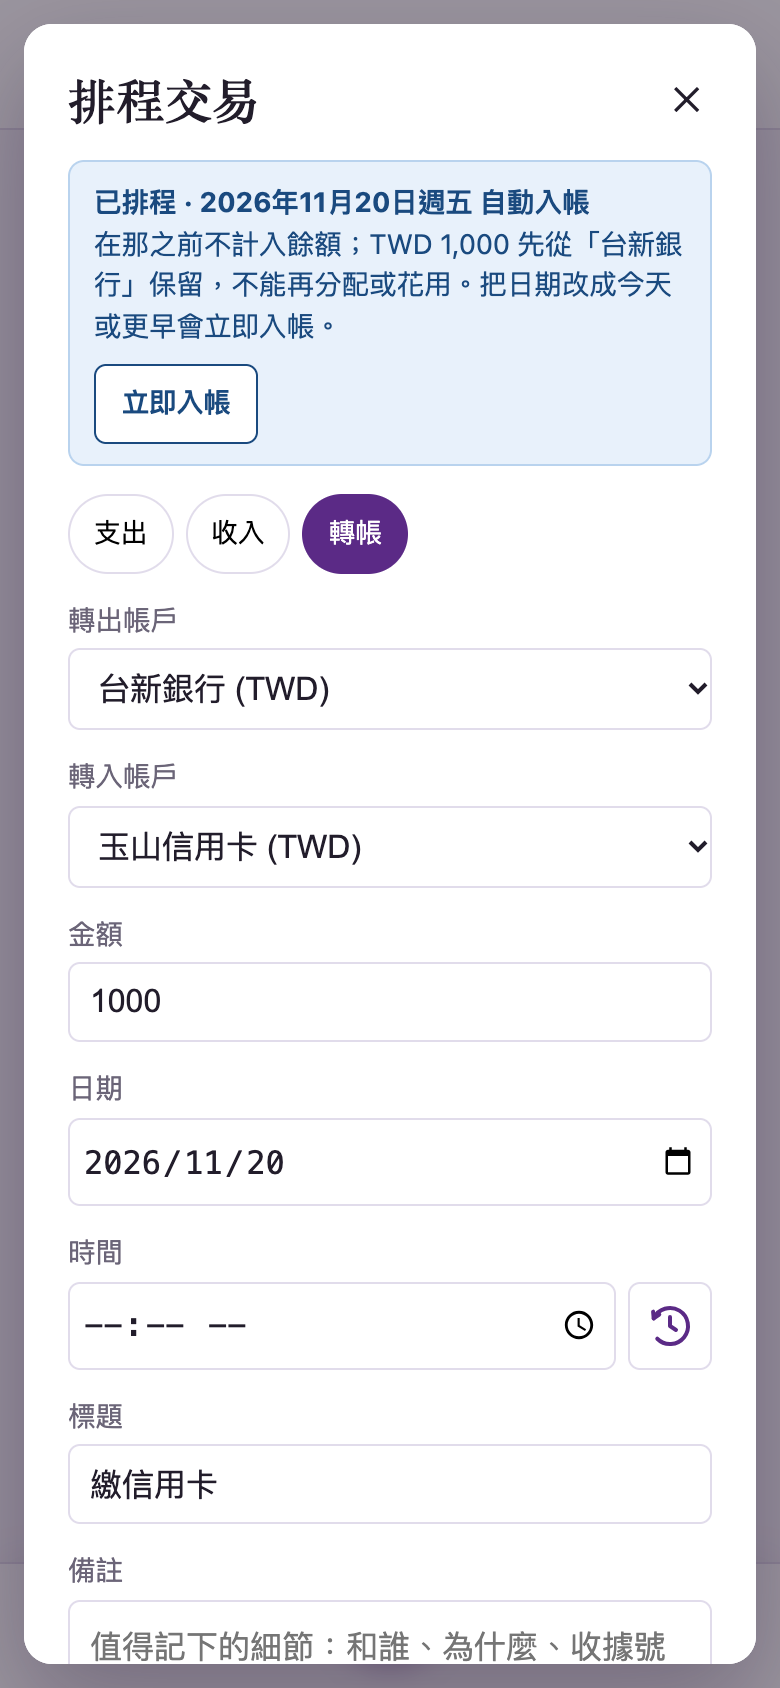 排程交易
已排程 · 2026年11月20日週五 自動入帳
在那之前不計入餘額；TWD 1,000 先從「台新銀
行」保留，不能再分配或花用。把日期改成今天
或更早會立即入帳。
立即入帳
支出 收入 轉帳
轉出帳戶
台新銀行 (TWD)
轉入帳戶
玉山信用卡 (TWD)
金額
1000
日期
2026/11/20
時間
--:-- --
標題
繳信用卡
備註
值得記下的細節：和誰、為什麼、收據號